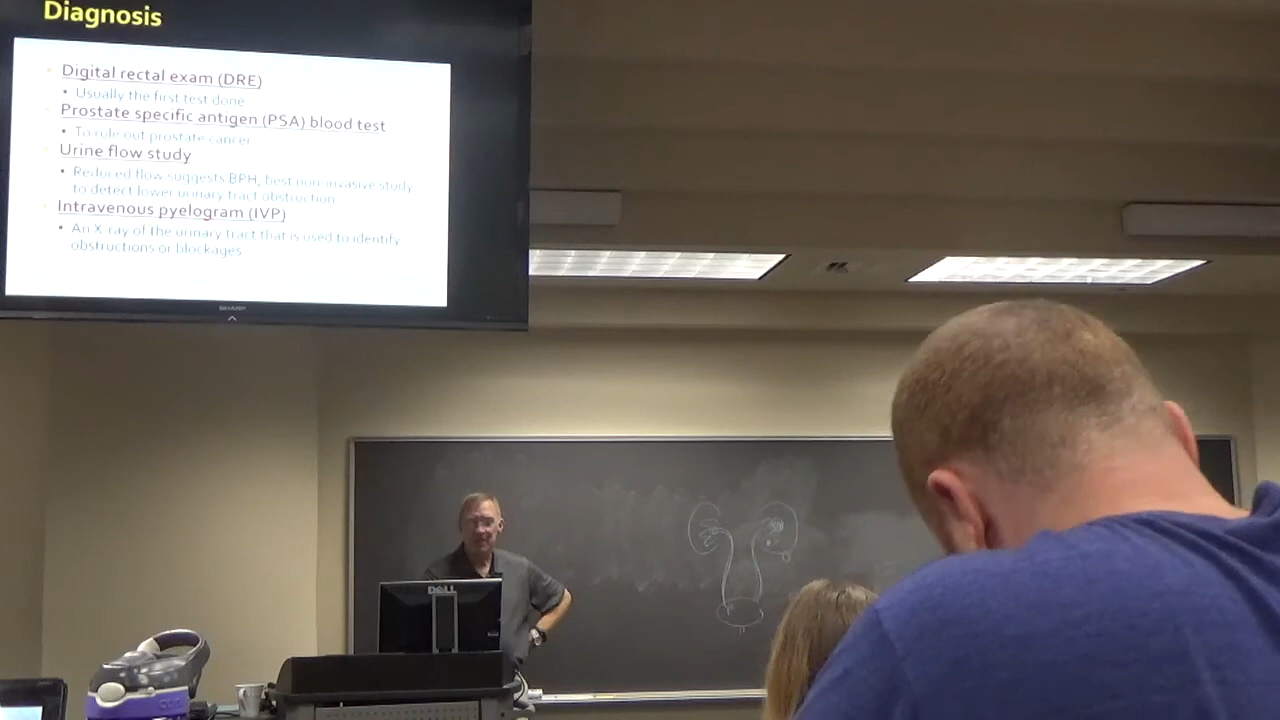 Diagnosis
Digital rectal exam (DRE)
• Usually the first test done
Prostate specific antigen (PSA) blood test
• To rule out prostate cancer
Urine flow study
• Reduced flow suggests BPH, best non-invasive study
to detect lower urinary tract obstruction
Intravenous pyelogram (IVP)
• An X-ray of the urinary tract that is used to identify
obstructions or blockages
SHARP
DELL